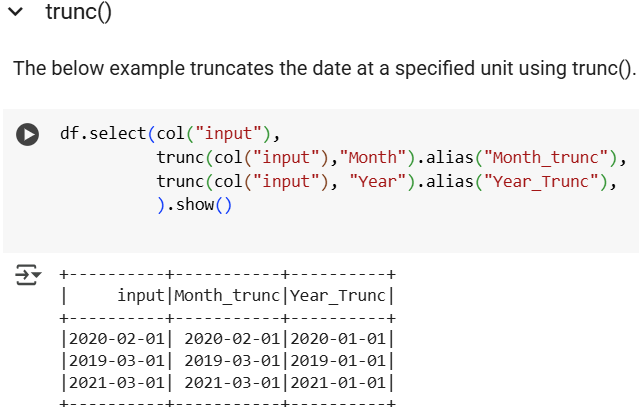 trunc()
The below example truncates the date at a specified unit using trunc().
df.select(col("input"),
trunc(col("input"),"Month").alias("Month_trunc"),
trunc(col("input"), "Year").alias("Year_Trunc"),
).show()
+----------+-----------+----------+
|     input|Month_trunc|Year_Trunc|
+----------+-----------+----------+
|2020-02-01| 2020-02-01|2020-01-01|
|2019-03-01| 2019-03-01|2019-01-01|
|2021-03-01| 2021-03-01|2021-01-01|
+----------+-----------+----------+